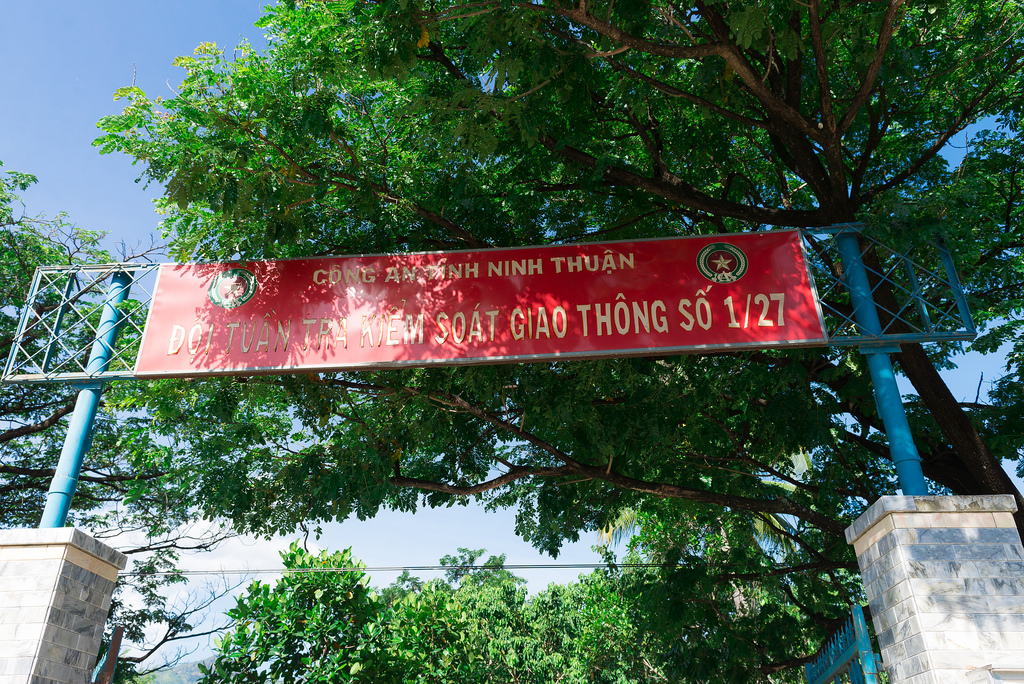 CÔNG AN TỈNH NINH THUẬN
ĐỘI TUẦN TRA KIỂM SOÁT GIAO THÔNG SỐ 1/27